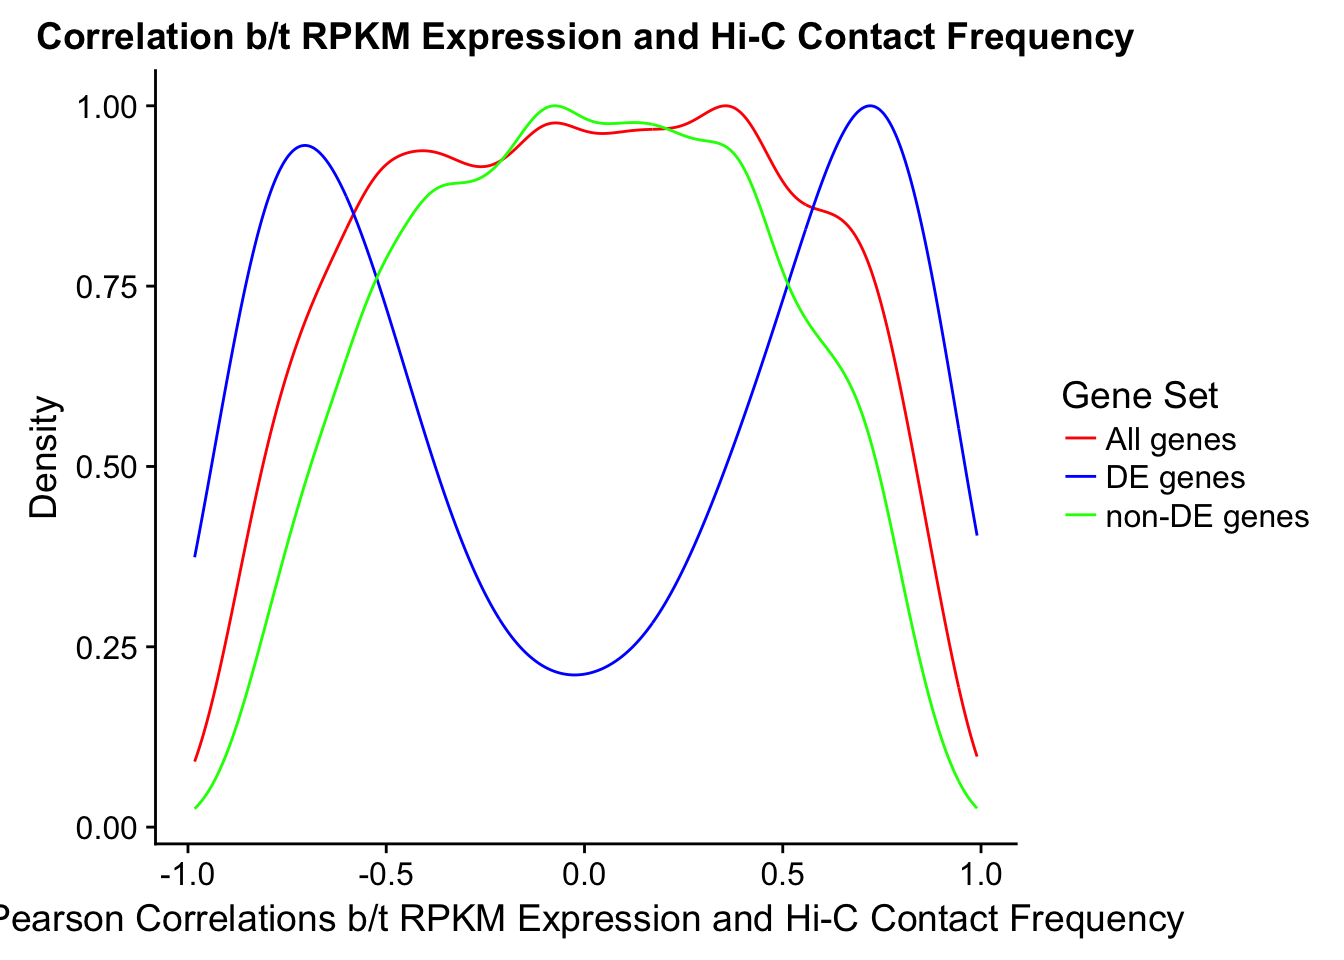 Correlation b/t RPKM Expression and Hi-C Contact Frequency
1.00
0.75
0.50
0.25
0.00
Density
-1.0 -0.5 0.0 0.5 1.0
Pearson Correlations b/t RPKM Expression and Hi-C Contact Frequency
Gene Set
All genes
DE genes
non-DE genes